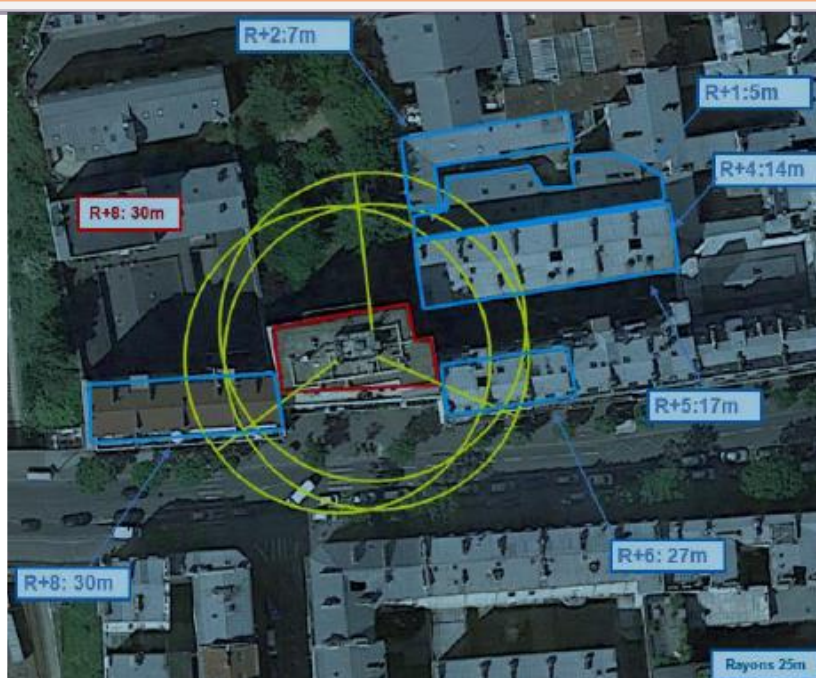 R+2:7m
R+1:5m
R+4:14m
R+8: 30m
R+5:17m
R+6: 27m
R+8: 30m
Rayons 25m